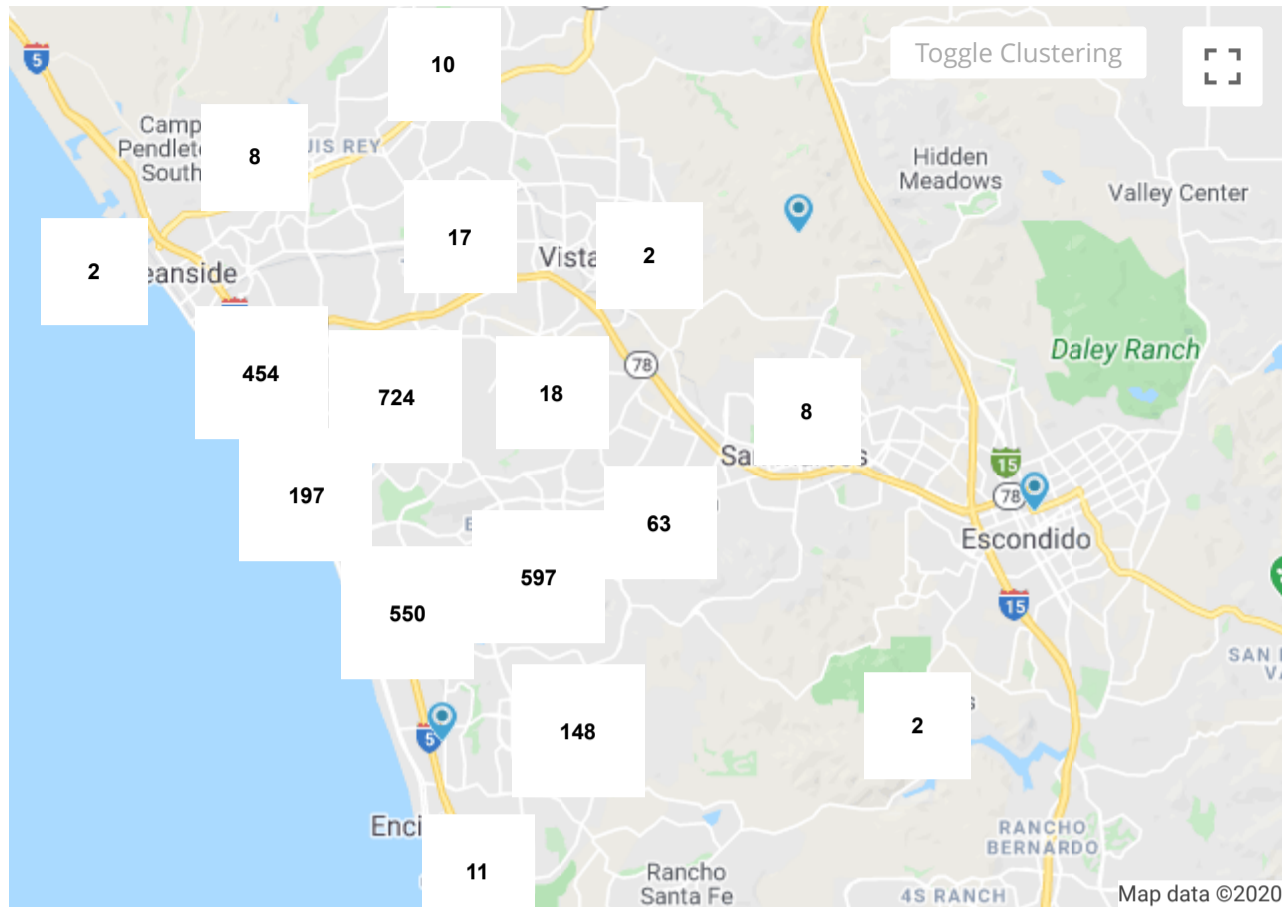 Toggle Clustering
10
5
Camp
Pendlet
South
8
UIS REY
Hidden
Meadows
Valley Center
17
2
eanside
Vista
2
454
724
18
78
Daley Ranch
8
Sa
s
15
78
197
63
Escondido
597
550
15
SAN
148
2
s
5
Enci
RANCHO
BERNARDO
11
Rancho
Santa Fe
4S RANCH
Map data ©2020